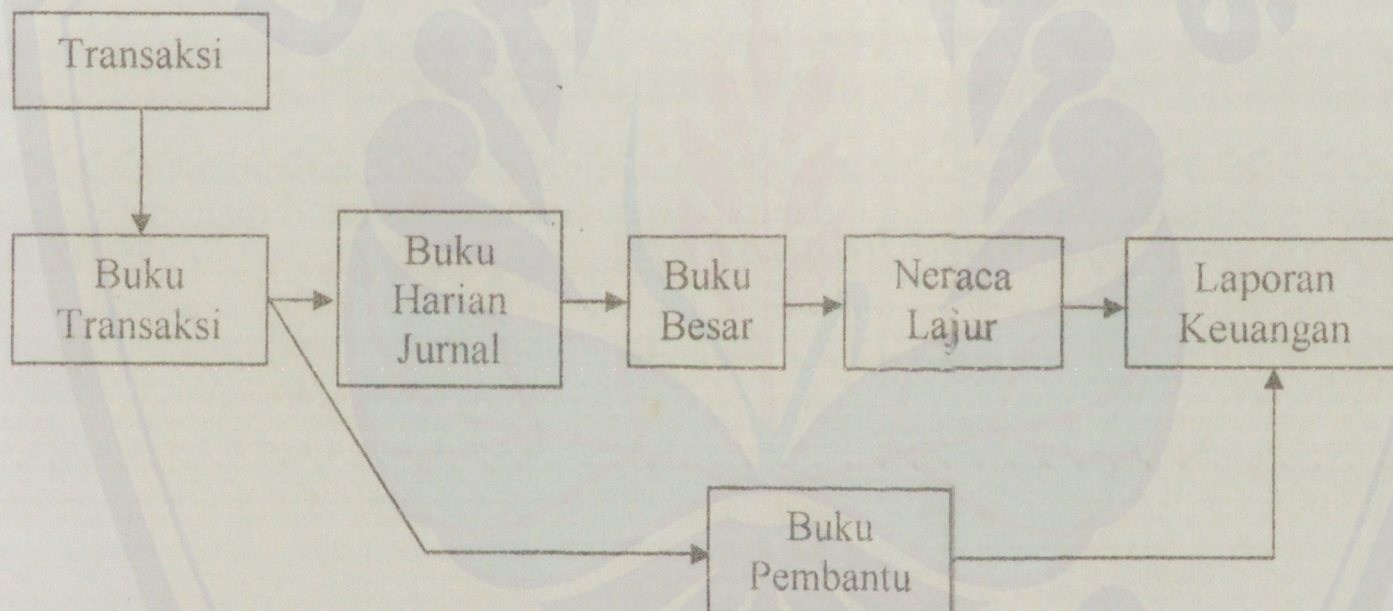 Transaksi
Buku
Transaksi
Buku
Harian
Jurnal
Buku
Besar
Neraca
Lajur
Laporan
Keuangan
Buku
Pembantu